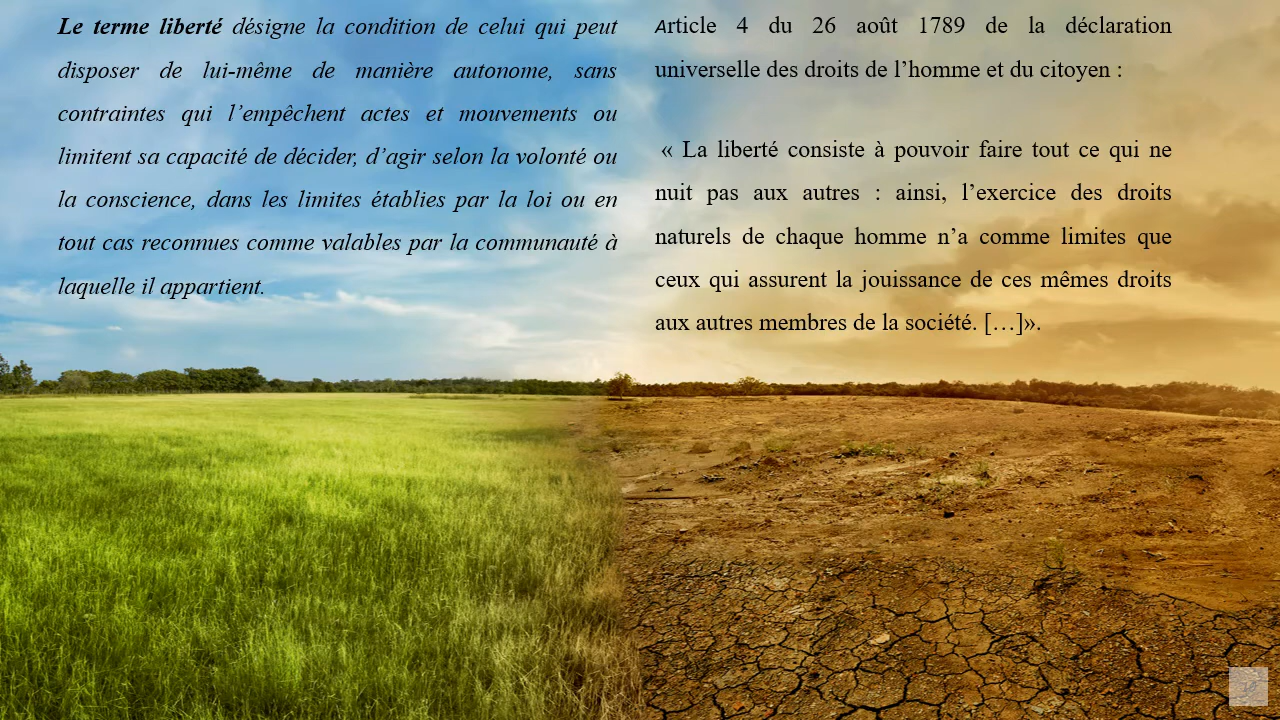 Le terme liberté désigne la condition de celui qui peut
disposer de lui-même de manière autonome, sans
contraintes qui l’empêchent actes et mouvements ou
limitent sa capacité de décider, d’agir selon la volonté ou
la conscience, dans les limites établies par la loi ou en
tout cas reconnues comme valables par la communauté à
laquelle il appartient.
Article 4 du 26 août 1789 de la déclaration
universelle des droits de l’homme et du citoyen :
« La liberté consiste à pouvoir faire tout ce qui ne
nuit pas aux autres : ainsi, l’exercice des droits
naturels de chaque homme n’a comme limites que
ceux qui assurent la jouissance de ces mêmes droits
aux autres membres de la société. […]».